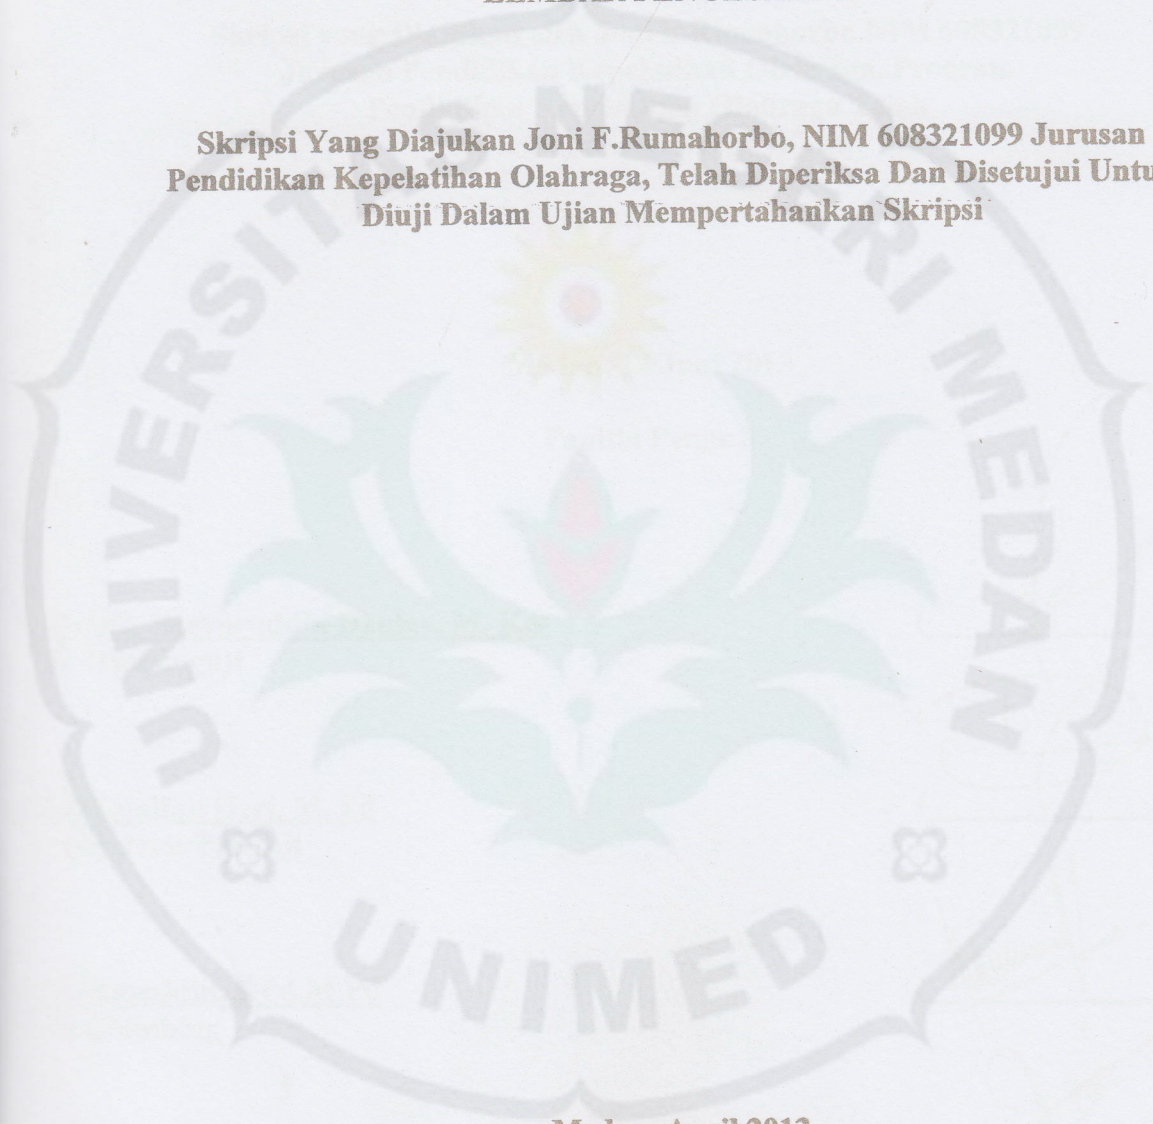 Skripsi Yang Diajukan Joni F.Rumahorbo, NIM 608321099 Jurusan
Pendidikan Kepelatihan Olahraga, Telah Diperiksa Dan Disetujui Untu
Diuji Dalam Ujian Mempertahankan Skripsi
UNIVERSITAS NEGERI MEDAN
UNIMED